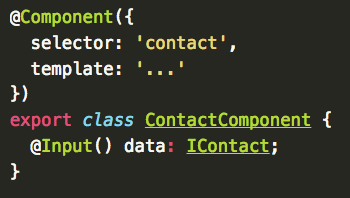 @Component({
  selector: 'contact',
  template: '...'
})
export class ContactComponent {
  @Input() data: IContact;
}